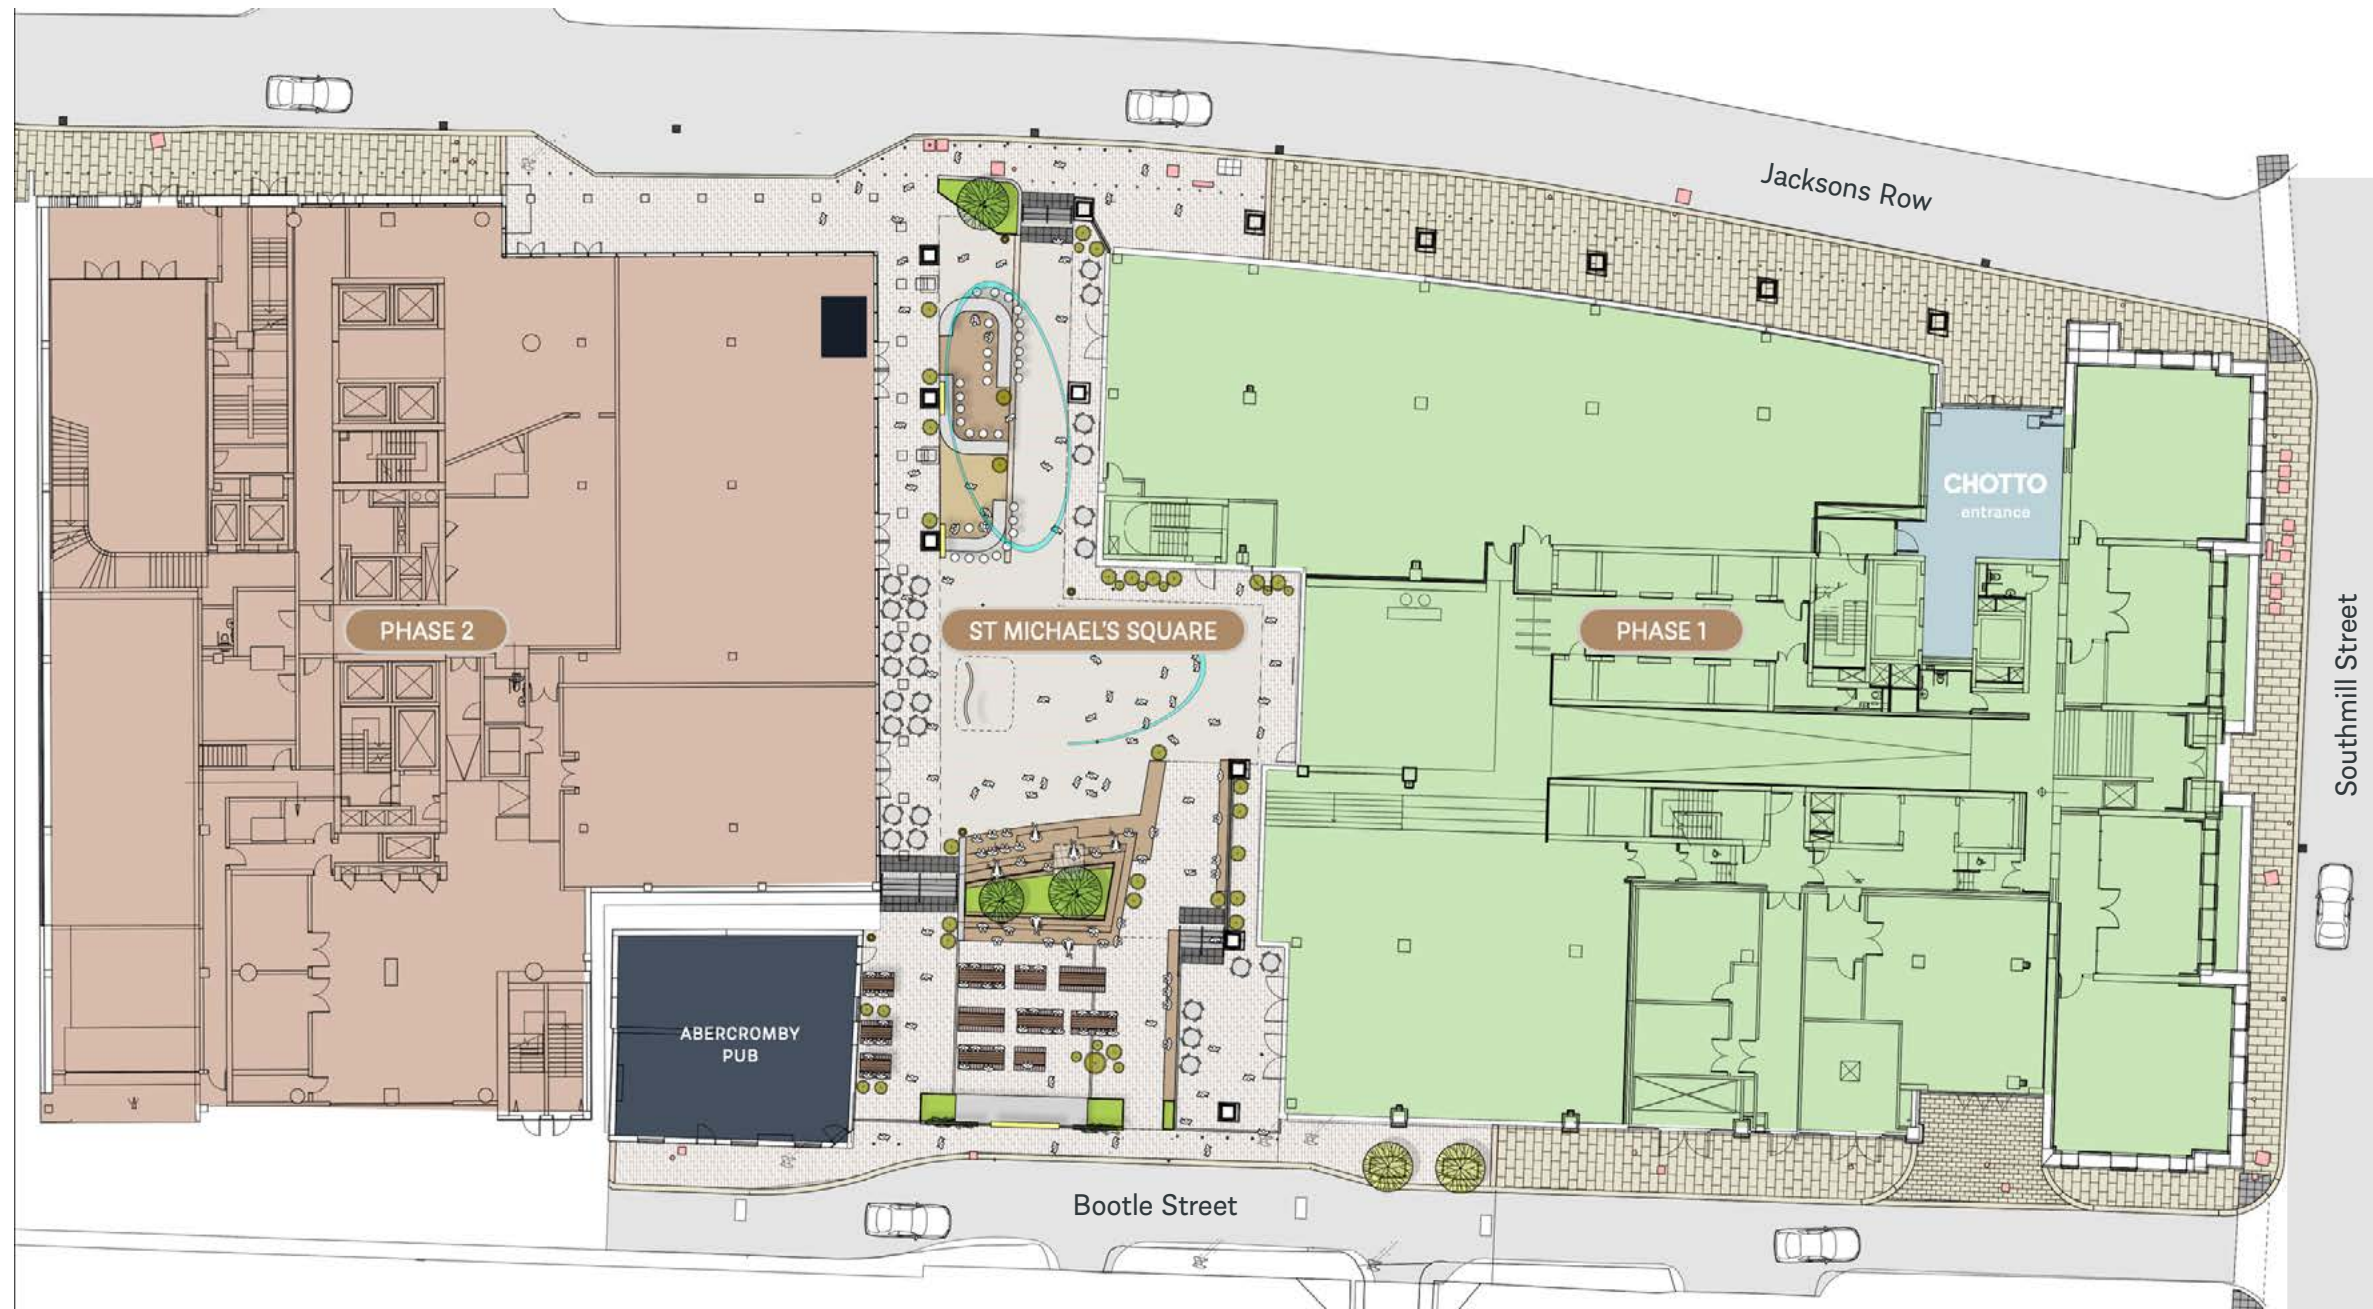 Jacksons Row
CHOTTO
entrance
PHASE 2
ST MICHAEL'S SQUARE
PHASE 1
Southmill Street
ABERCROMBY
PUB
Bootle Street